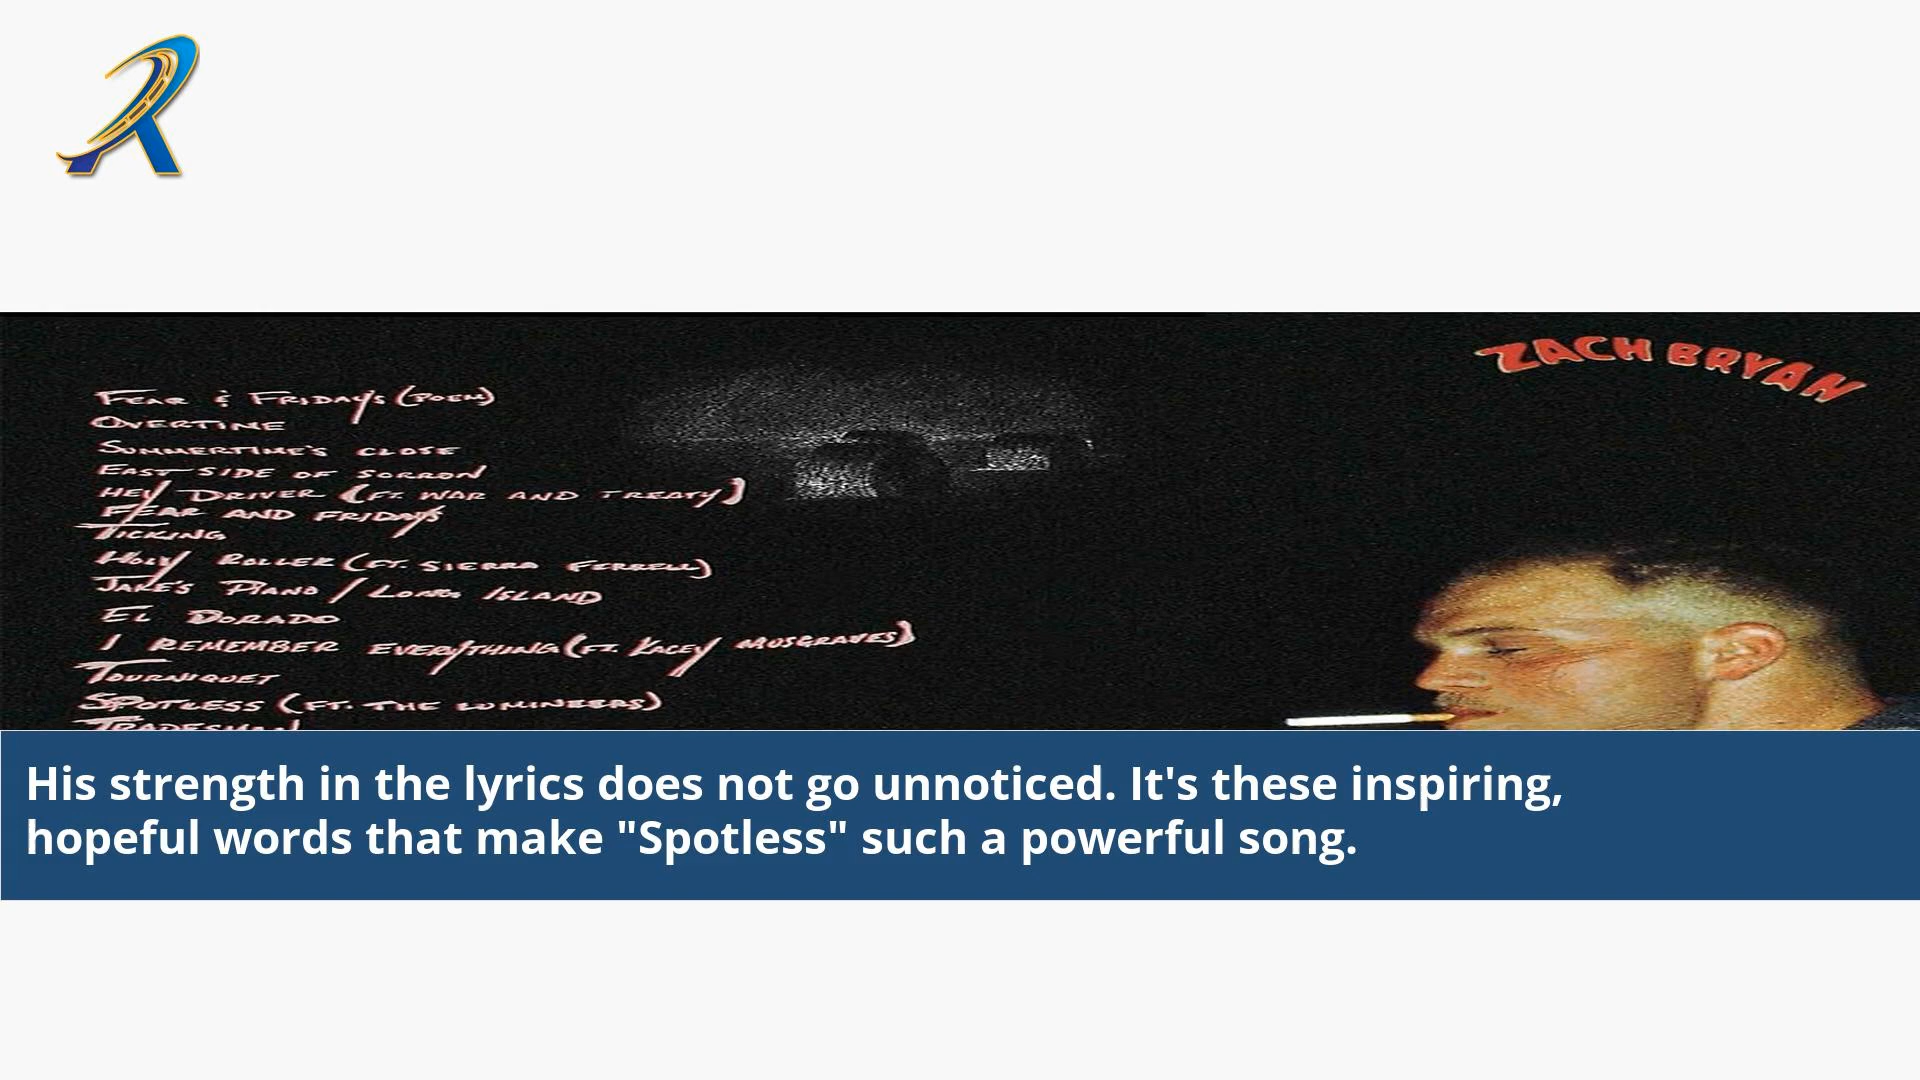 ZACH BRYAN
FEAR & FRIDAY'S (POEM)
OVERTIME
SUMMERTIME'S CLOSE
EAST SIDE OF SORROW
HEY DRIVER (FT. WAR AND TREATY)
FEAR AND FRIDAYS
TICKING
HOLY ROLLER (FT. SIERRA FERRELL)
JAKE'S PIANO / LONG ISLAND
EL DORADO
I REMEMBER EVERYTHING (FT. KACEY MUSGRAVES)
TOURNIQUET
SPOTLESS (FT. THE LUMINEERS)
TRADESMAN
His strength in the lyrics does not go unnoticed. It's these inspiring,
hopeful words that make "Spotless" such a powerful song.